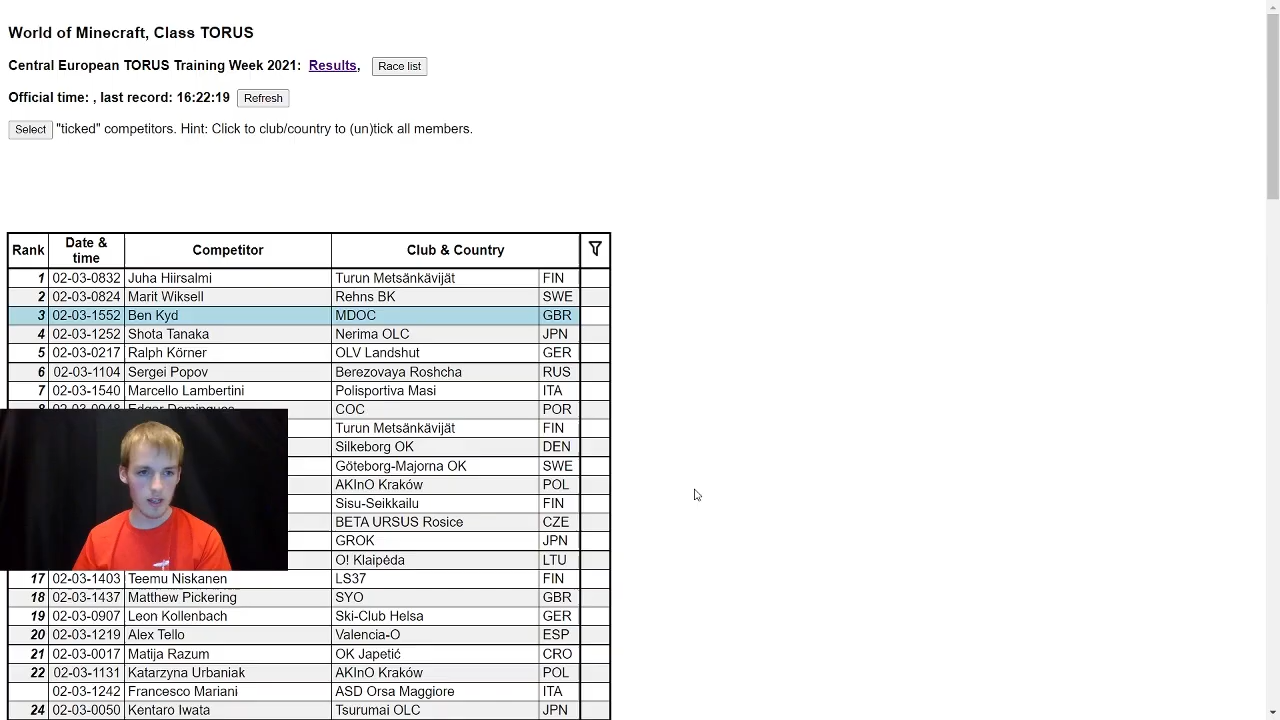 World of Minecraft, Class TORUS
Central European TORUS Training Week 2021: Results, Race list
Official time: , last record: 16:22:19 Refresh
Select "ticked" competitors. Hint: Click to club/country to (un)tick all members.
Rank Date & time Competitor Club & Country
1 02-03-0832 Juha Hiirsalmi Turun Metsänkävijät FIN
2 02-03-0824 Marit Wiksell Rehns BK SWE
3 02-03-1552 Ben Kyd MDOC GBR
4 02-03-1252 Shota Tanaka Nerima OLC JPN
5 02-03-0217 Ralph Körner OLV Landshut GER
6 02-03-1104 Sergei Popov Berezovaya Roshcha RUS
7 02-03-1540 Marcello Lambertini Polisportiva Masi ITA
8 02-03-0948 Edgar Domingues COC POR
Turun Metsänkävijät FIN
Silkeborg OK DEN
Göteborg-Majorna OK SWE
AKInO Kraków POL
Sisu-Seikkailu FIN
BETA URSUS Rosice CZE
GROK JPN
O! Klaipėda LTU
17 02-03-1403 Teemu Niskanen LS37 FIN
18 02-03-1437 Matthew Pickering SYO GBR
19 02-03-0907 Leon Kollenbach Ski-Club Helsa GER
20 02-03-1219 Alex Tello Valencia-O ESP
21 02-03-0017 Matija Razum OK Japetić CRO
22 02-03-1131 Katarzyna Urbaniak AKInO Kraków POL
02-03-1242 Francesco Mariani ASD Orsa Maggiore ITA
24 02-03-0050 Kentaro Iwata Tsurumai OLC JPN